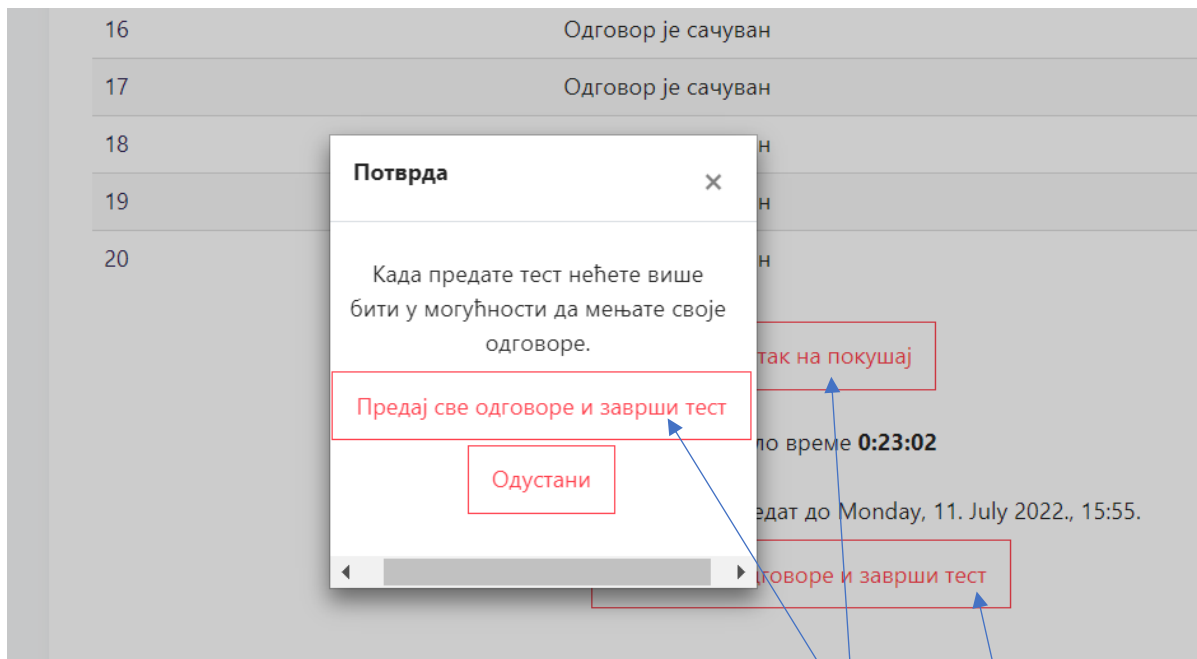 16 Одговор је сачуван
17 Одговор је сачуван
18 н
19 н
20 н
Потврда ×
Када предате тест нећете више
бити у могућности да мењате своје
одговоре.
Предај све одговоре и заврши тест
Одустани
так на покушај
ло време 0:23:02
едат до Monday, 11. July 2022., 15:55.
дговоре и заврши тест